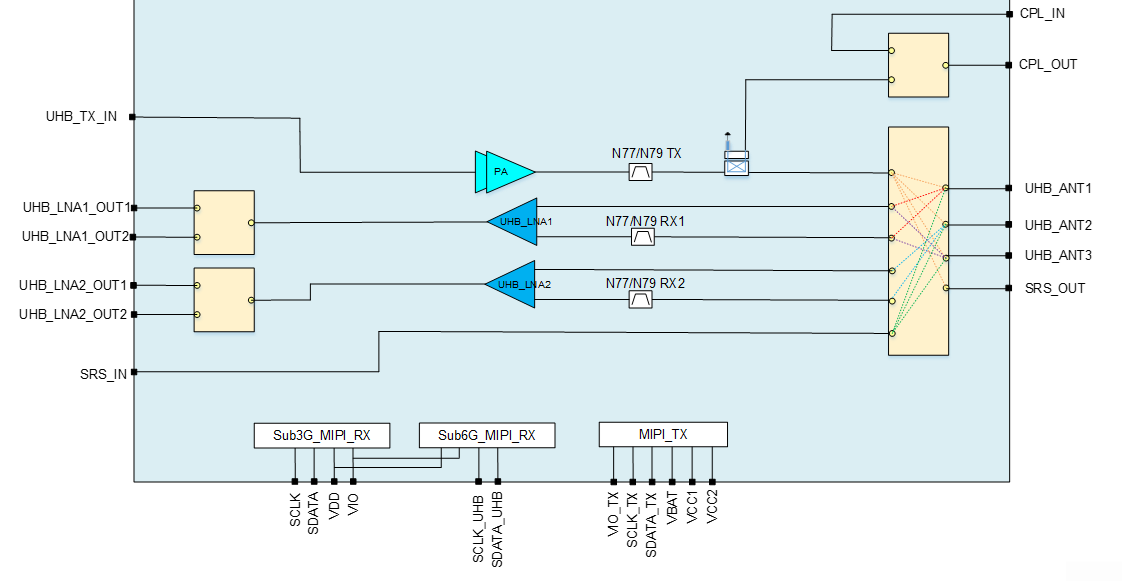 CPL_IN
CPL_OUT
UHB_TX_IN
N77/N79 TX
PA
UHB_ANT1
UHB_LNA1_OUT1
UHB_LNA1
N77/N79 RX1
UHB_ANT2
UHB_LNA1_OUT2
UHB_ANT3
UHB_LNA2_OUT1
UHB_LNA2
N77/N79 RX2
SRS_OUT
UHB_LNA2_OUT2
SRS_IN
Sub3G_MIPI_RX
Sub6G_MIPI_RX
MIPI_TX
SCLK
SDATA
VDD
VIO
SCLK_UHB
SDATA_UHB
VIO_TX
SCLK_TX
SDATA_TX
VBAT
VCC1
VCC2